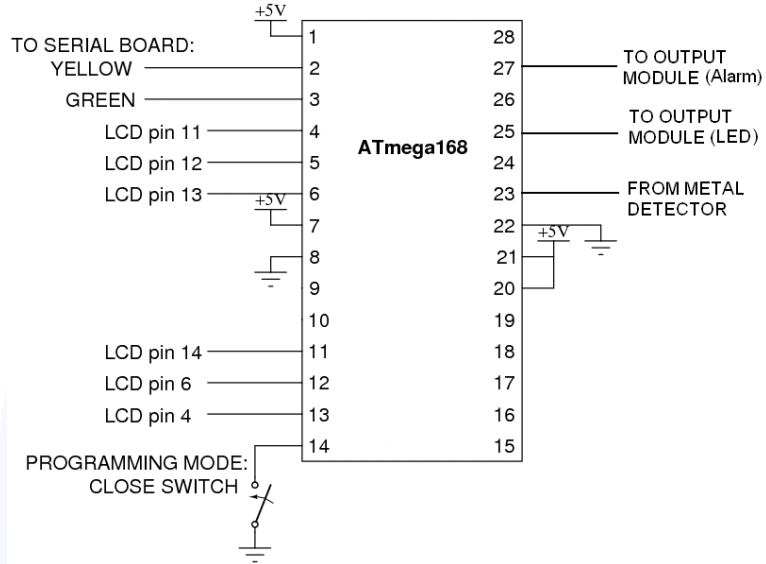 +5V
TO SERIAL BOARD:
YELLOW
GREEN
LCD pin 11
LCD pin 12
LCD pin 13
+5V
LCD pin 14
LCD pin 6
LCD pin 4
PROGRAMMING MODE:
CLOSE SWITCH
1
2
3
4
5
6
7
8
9
10
11
12
13
14
ATmega168
28
27
26
25
24
23
22
21
20
19
18
17
16
15
TO OUTPUT
MODULE (Alarm)
TO OUTPUT
MODULE (LED)
FROM METAL
DETECTOR
+5V